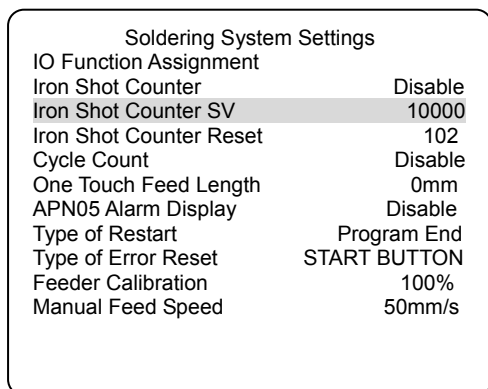 Soldering System Settings
IO Function Assignment
Iron Shot Counter Disable
Iron Shot Counter SV 10000
Iron Shot Counter Reset 102
Cycle Count Disable
One Touch Feed Length 0mm
APN05 Alarm Display Disable
Type of Restart Program End
Type of Error Reset START BUTTON
Feeder Calibration 100%
Manual Feed Speed 50mm/s